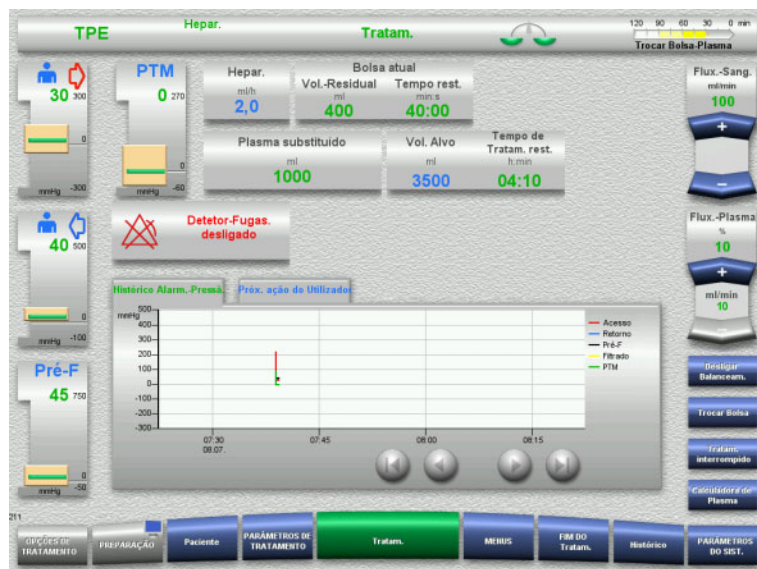 TPE
Hepar.
Tratam.
120 90 60 30 0 min
Trocar Bolsa-Plasma
30 300
0
mmHg -300
PTM
0 270
0
mmHg -60
Hepar.
ml/h
2,0
Bolsa atual
Vol.-Residual Tempo rest.
ml min:s
400 40:00
Flux.-Sang.
ml/min
100
+
–
Plasma substituido
ml
1000
Vol. Alvo
ml
3500
Tempo de
Tratam. rest.
h:min
04:10
40 500
0
mmHg -100
Detetor-Fugas.
desligado
Flux.-Plasma
%
10
+
ml/min
10
–
Histórico Alarm.-Pressã.
Próx. ação do Utilizador
mmHg
500
400
300
200
100
0
-100
-200
-300
07:30 07:45 08:00 08:15
08.07.
Acesso
Retorno
Pré-F
Filtrado
PTM
Pré-F
45 750
0
mmHg -50
Desligar
Balanceam.
Trocar Bolsa
Tratam.
interrompido
Calculadora de
Plasma
211
OPÇÕES DE
TRATAMENTO
PREPARAÇÃO
Paciente
PARÂMETROS DE
TRATAMENTO
Tratam.
MENUS
FIM DO
Tratam.
Histórico
PARÂMETROS
DO SIST.